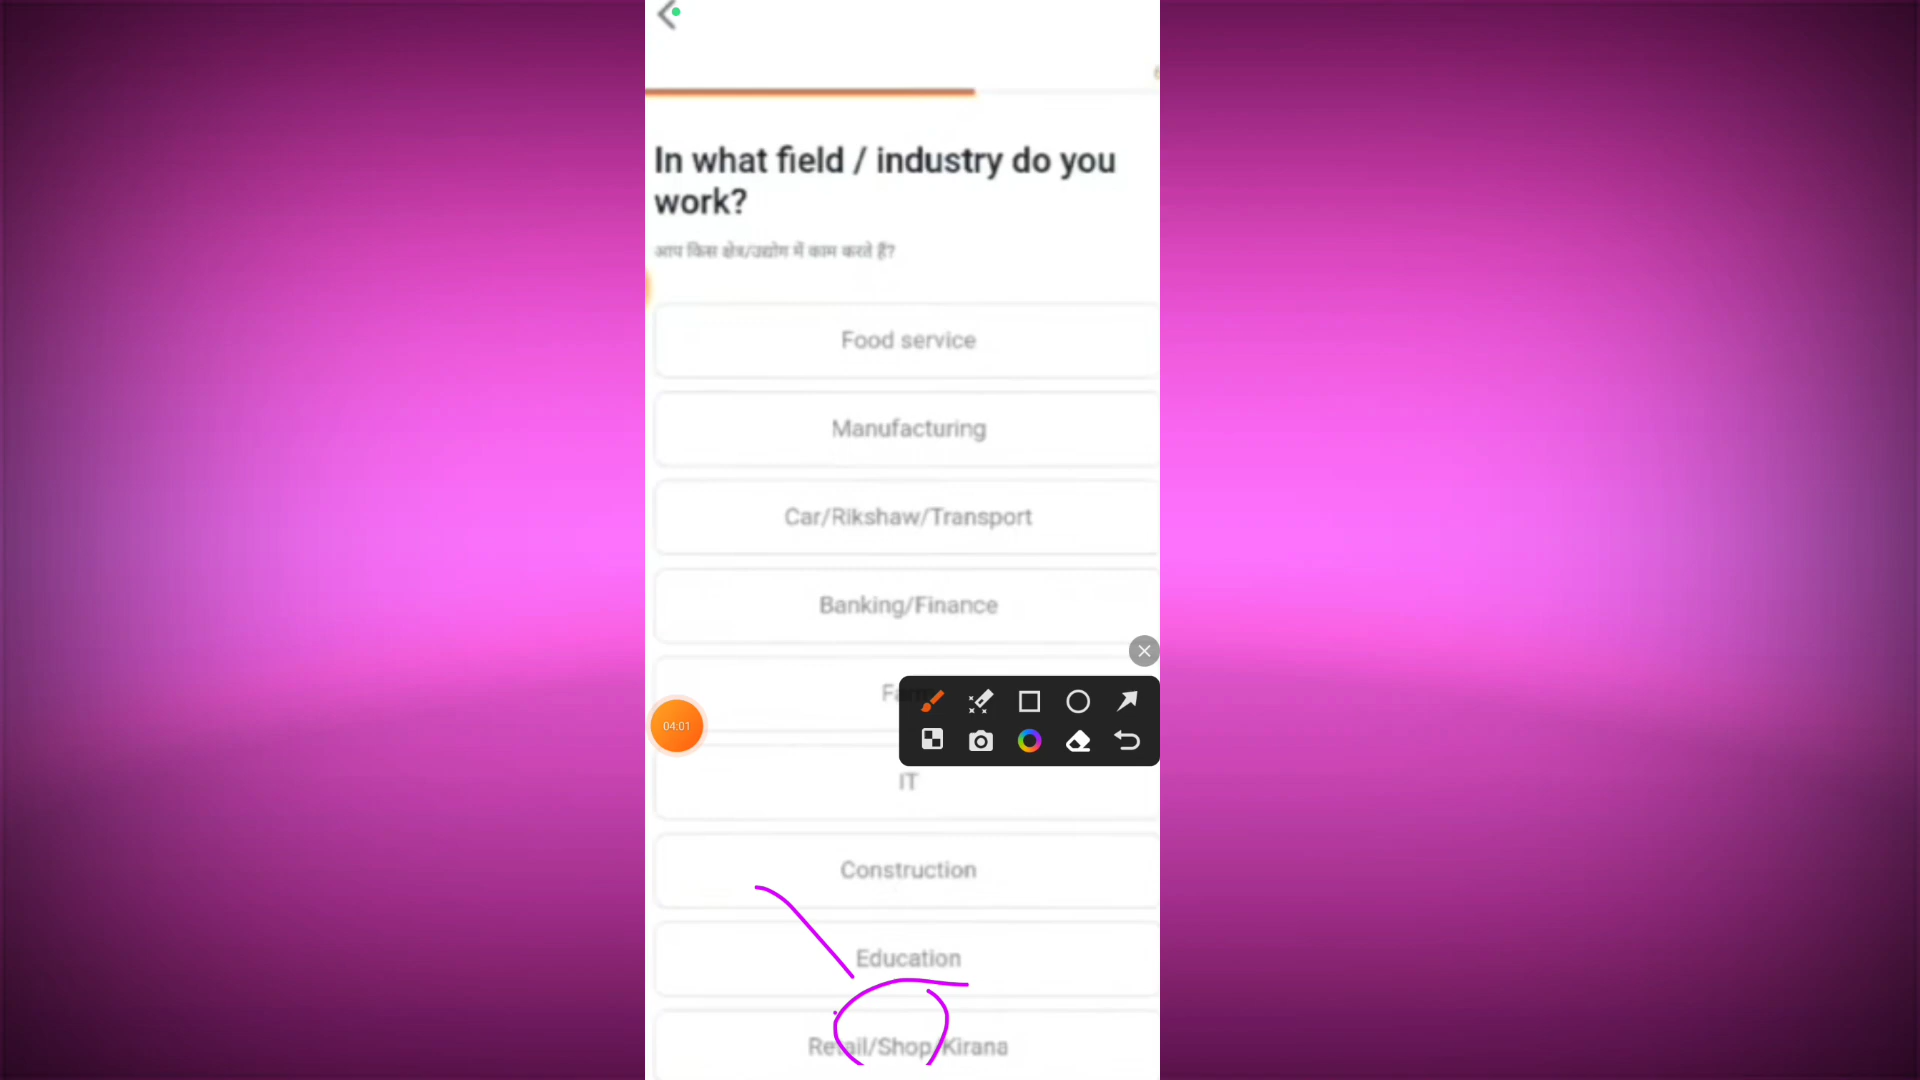 In what field / industry do you
work?
आप किस क्षेत्र/उद्योग में काम करते हैं?
Food service
Manufacturing
Car/Rikshaw/Transport
Banking/Finance
04:01
IT
Construction
Education
Retail/Shop/Kirana